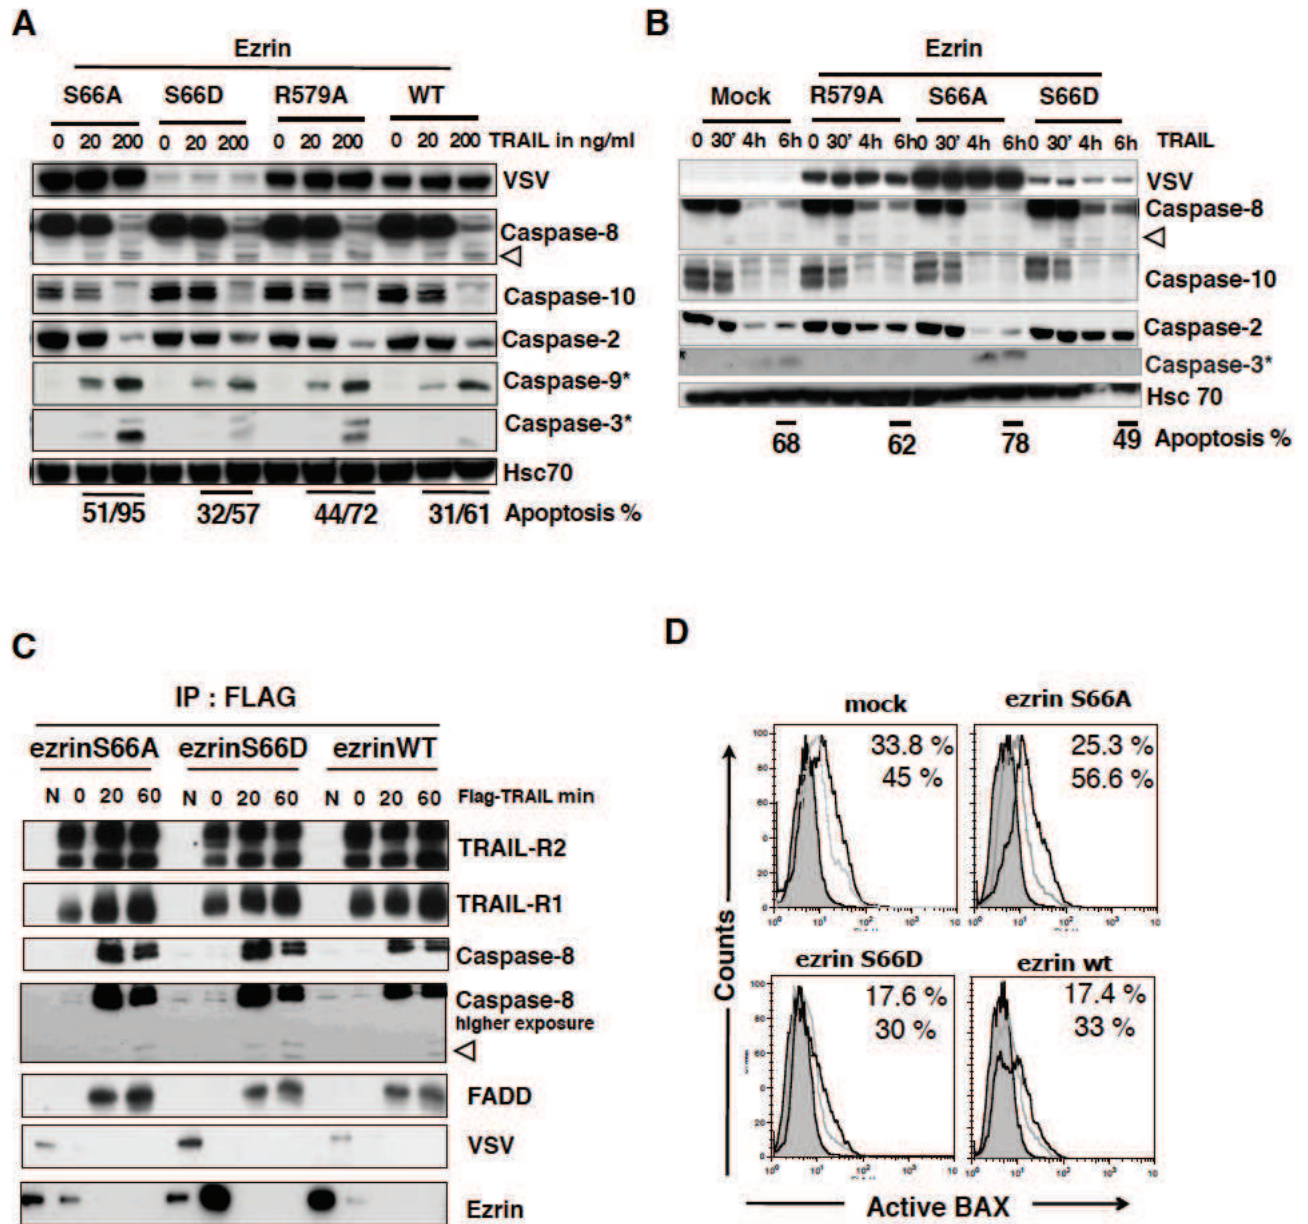 A
Ezrin
S66A S66D R579A WT
0 20 200 0 20 200 0 20 200 0 20 200 TRAIL in ng/ml
VSV
Caspase-8
Caspase-10
Caspase-2
Caspase-9*
Caspase-3*
Hsc70
51/95 32/57 44/72 31/61 Apoptosis %
B
Ezrin
Mock R579A S66A S66D
0 30' 4h 6h 0 30' 4h 6h 0 30' 4h 6h 0 30' 4h 6h TRAIL
VSV
Caspase-8
Caspase-10
Caspase-2
Caspase-3*
Hsc 70
68 62 78 49 Apoptosis %
C
IP : FLAG
ezrinS66A ezrinS66D ezrinWT
N 0 20 60 N 0 20 60 N 0 20 60 Flag-TRAIL min
TRAIL-R2
TRAIL-R1
Caspase-8
Caspase-8
higher exposure
FADD
VSV
Ezrin
D
mock
33.8 %
45 %
ezrin S66A
25.3 %
56.6 %
ezrin S66D
17.6 %
30 %
ezrin wt
17.4 %
33 %
Counts
Active BAX